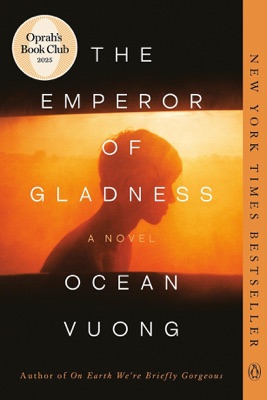 Oprah's
Book Club
2025
THE
EMPEROR
OF
GLADNESS
A NOVEL
OCEAN
VUONG
Author of On Earth We're Briefly Gorgeous
NEW YORK TIMES BESTSELLER